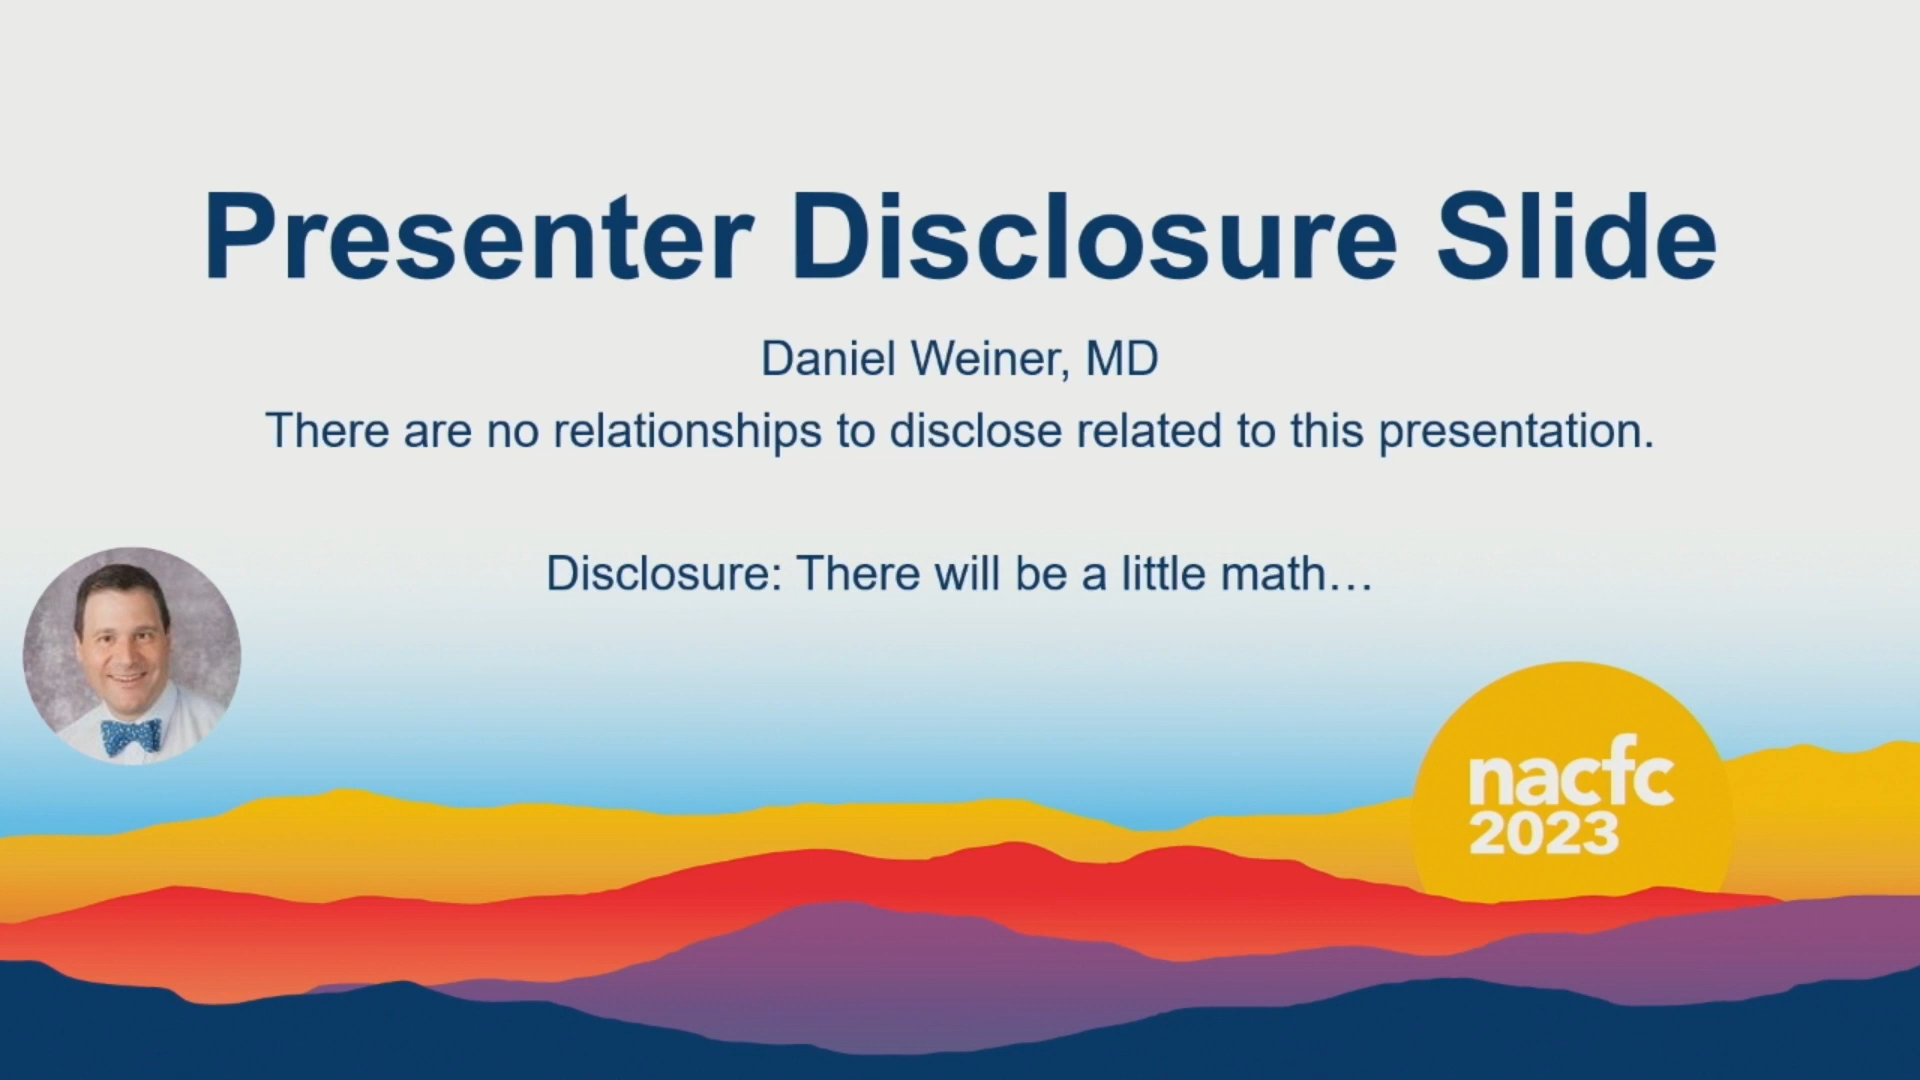 Presenter Disclosure Slide
Daniel Weiner, MD
There are no relationships to disclose related to this presentation.
Disclosure: There will be a little math…
nacfc
2023